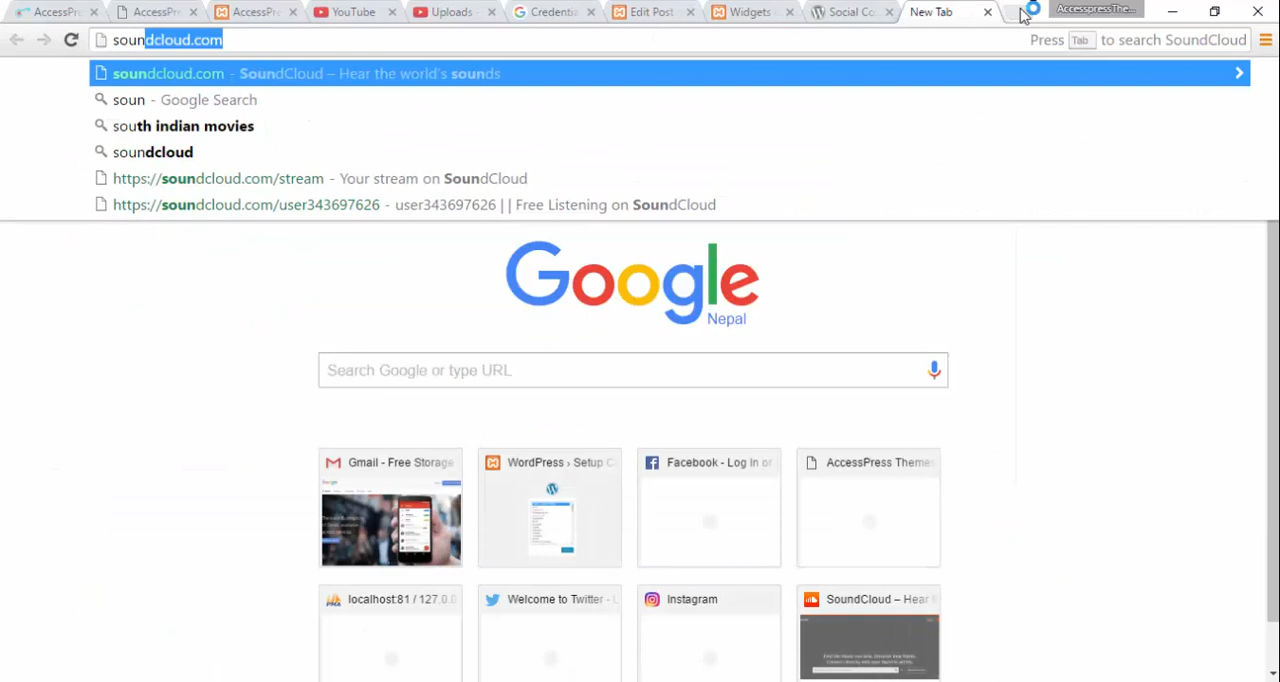 AccessPre
AccessPre
AccessPre
YouTube
Uploads -
Credentia
Edit Post
Widgets
Social Co
New Tab
AccesspressThe...
soundcloud.com
Press Tab to search SoundCloud
soundcloud.com - SoundCloud – Hear the world's sounds
soun - Google Search
south indian movies
soundcloud
https://soundcloud.com/stream - Your stream on SoundCloud
https://soundcloud.com/user343697626 - user343697626 | | Free Listening on SoundCloud
Google
Nepal
Search Google or type URL
Gmail - Free Storage
WordPress › Setup C
Facebook - Log In or
AccessPress Themes
localhost:81 / 127.0.0
Welcome to Twitter - L
Instagram
SoundCloud – Hear